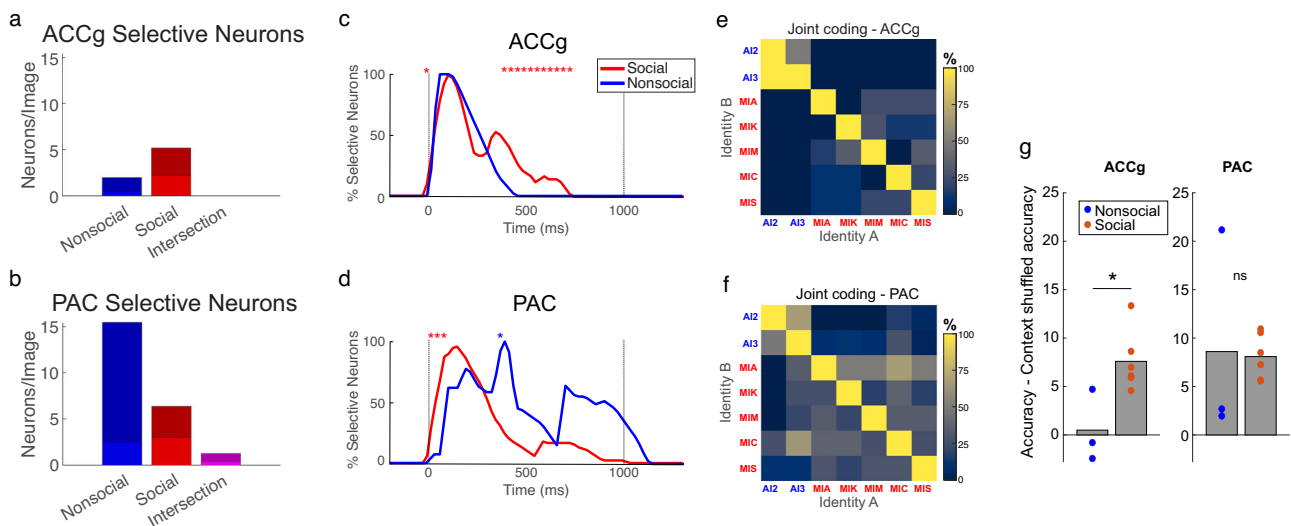 a
ACCg Selective Neurons
15
10
5
0
Neurons/Image
Nonsocial
Social
Intersection
b
PAC Selective Neurons
15
10
5
0
Neurons/Image
Nonsocial
Social
Intersection
c
ACCg
* ***********
Social
Nonsocial
100
50
0
% Selective Neurons
0 500 1000
Time (ms)
d
PAC
*** *
100
50
0
% Selective Neurons
0 500 1000
Time (ms)
e
Joint coding - ACCg
%
100
75
50
25
0
Identity B
AI2
AI3
MIA
MIK
MIM
MIC
MIS
AI2 AI3 MIA MIK MIM MIC MIS
Identity A
f
Joint coding - PAC
%
100
75
50
25
0
Identity B
AI2
AI3
MIA
MIK
MIM
MIC
MIS
AI2 AI3 MIA MIK MIM MIC MIS
Identity A
g
ACCg
PAC
Accuracy - Context shuffled accuracy
25
20
15
10
5
0
Nonsocial
Social
*
25
20
15
10
5
0
ns